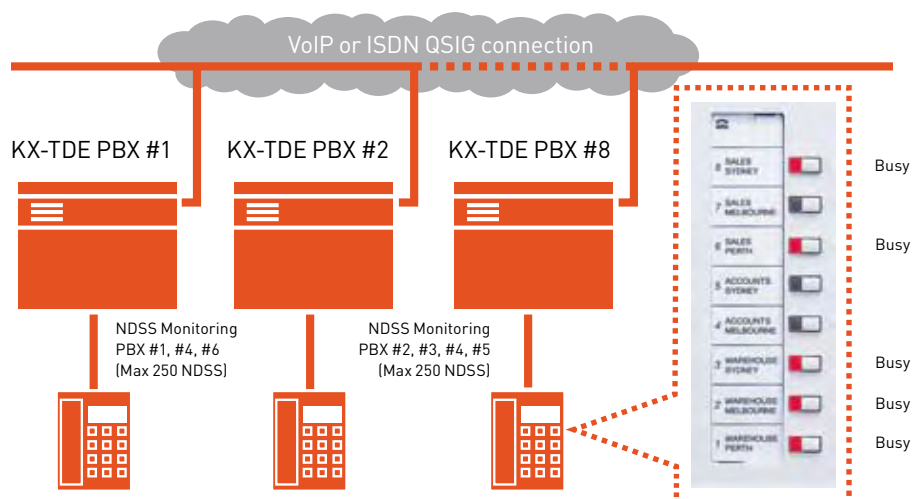 VoIP or ISDN QSIG connection
KX-TDE PBX #1
KX-TDE PBX #2
KX-TDE PBX #8
NDSS Monitoring
PBX #1, #4, #6
(Max 250 NDSS)
NDSS Monitoring
PBX #2, #3, #4, #5
(Max 250 NDSS)
8 SALES
SYDNEY
Busy
7 SALES
MELBOURNE
6 SALES
PERTH
Busy
5 ACCOUNTS
SYDNEY
4 ACCOUNTS
MELBOURNE
3 WAREHOUSE
SYDNEY
Busy
2 WAREHOUSE
MELBOURNE
Busy
1 WAREHOUSE
PERTH
Busy